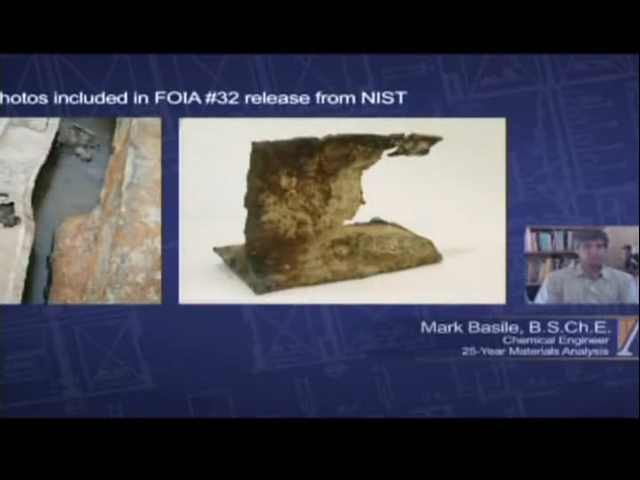 hotos included in FOIA #32 release from NIST
Mark Basile, B.S.Ch.E.
Chemical Engineer
25-Year Materials Analysis